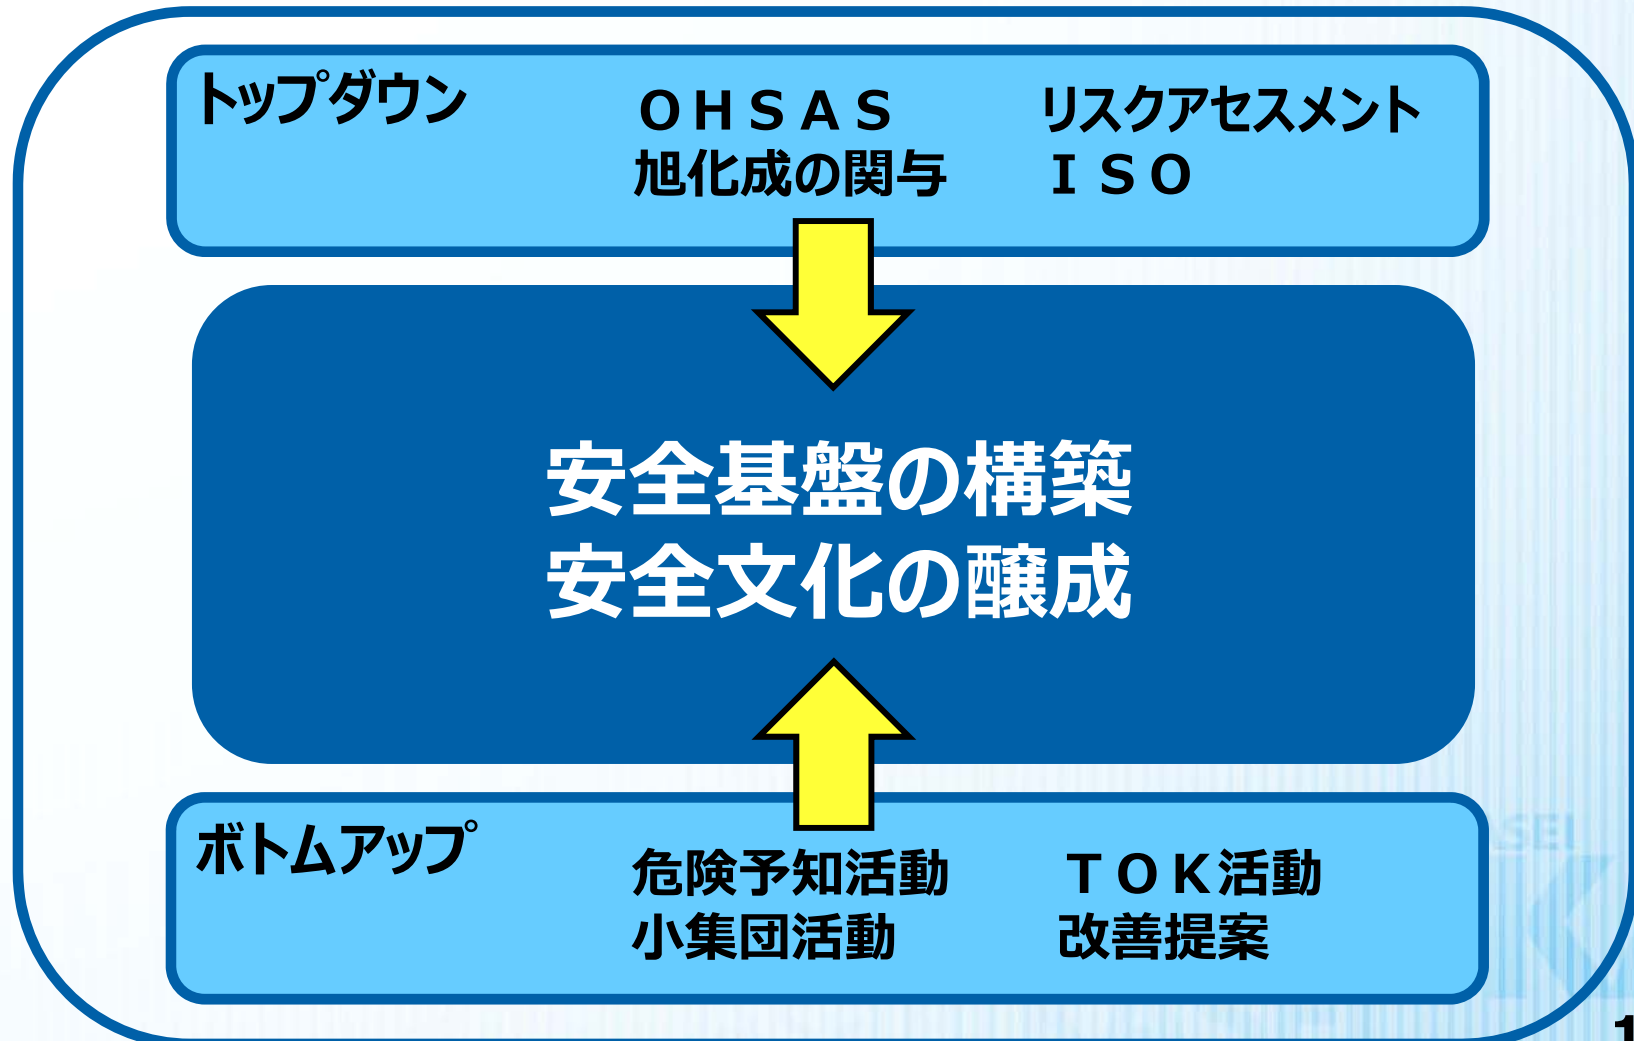 トップダウン
ＯＨＳＡＳ リスクアセスメント
旭化成の関与 ＩＳＯ
安全基盤の構築
安全文化の醸成
ボトムアップ
危険予知活動 ＴＯＫ活動
小集団活動 改善提案